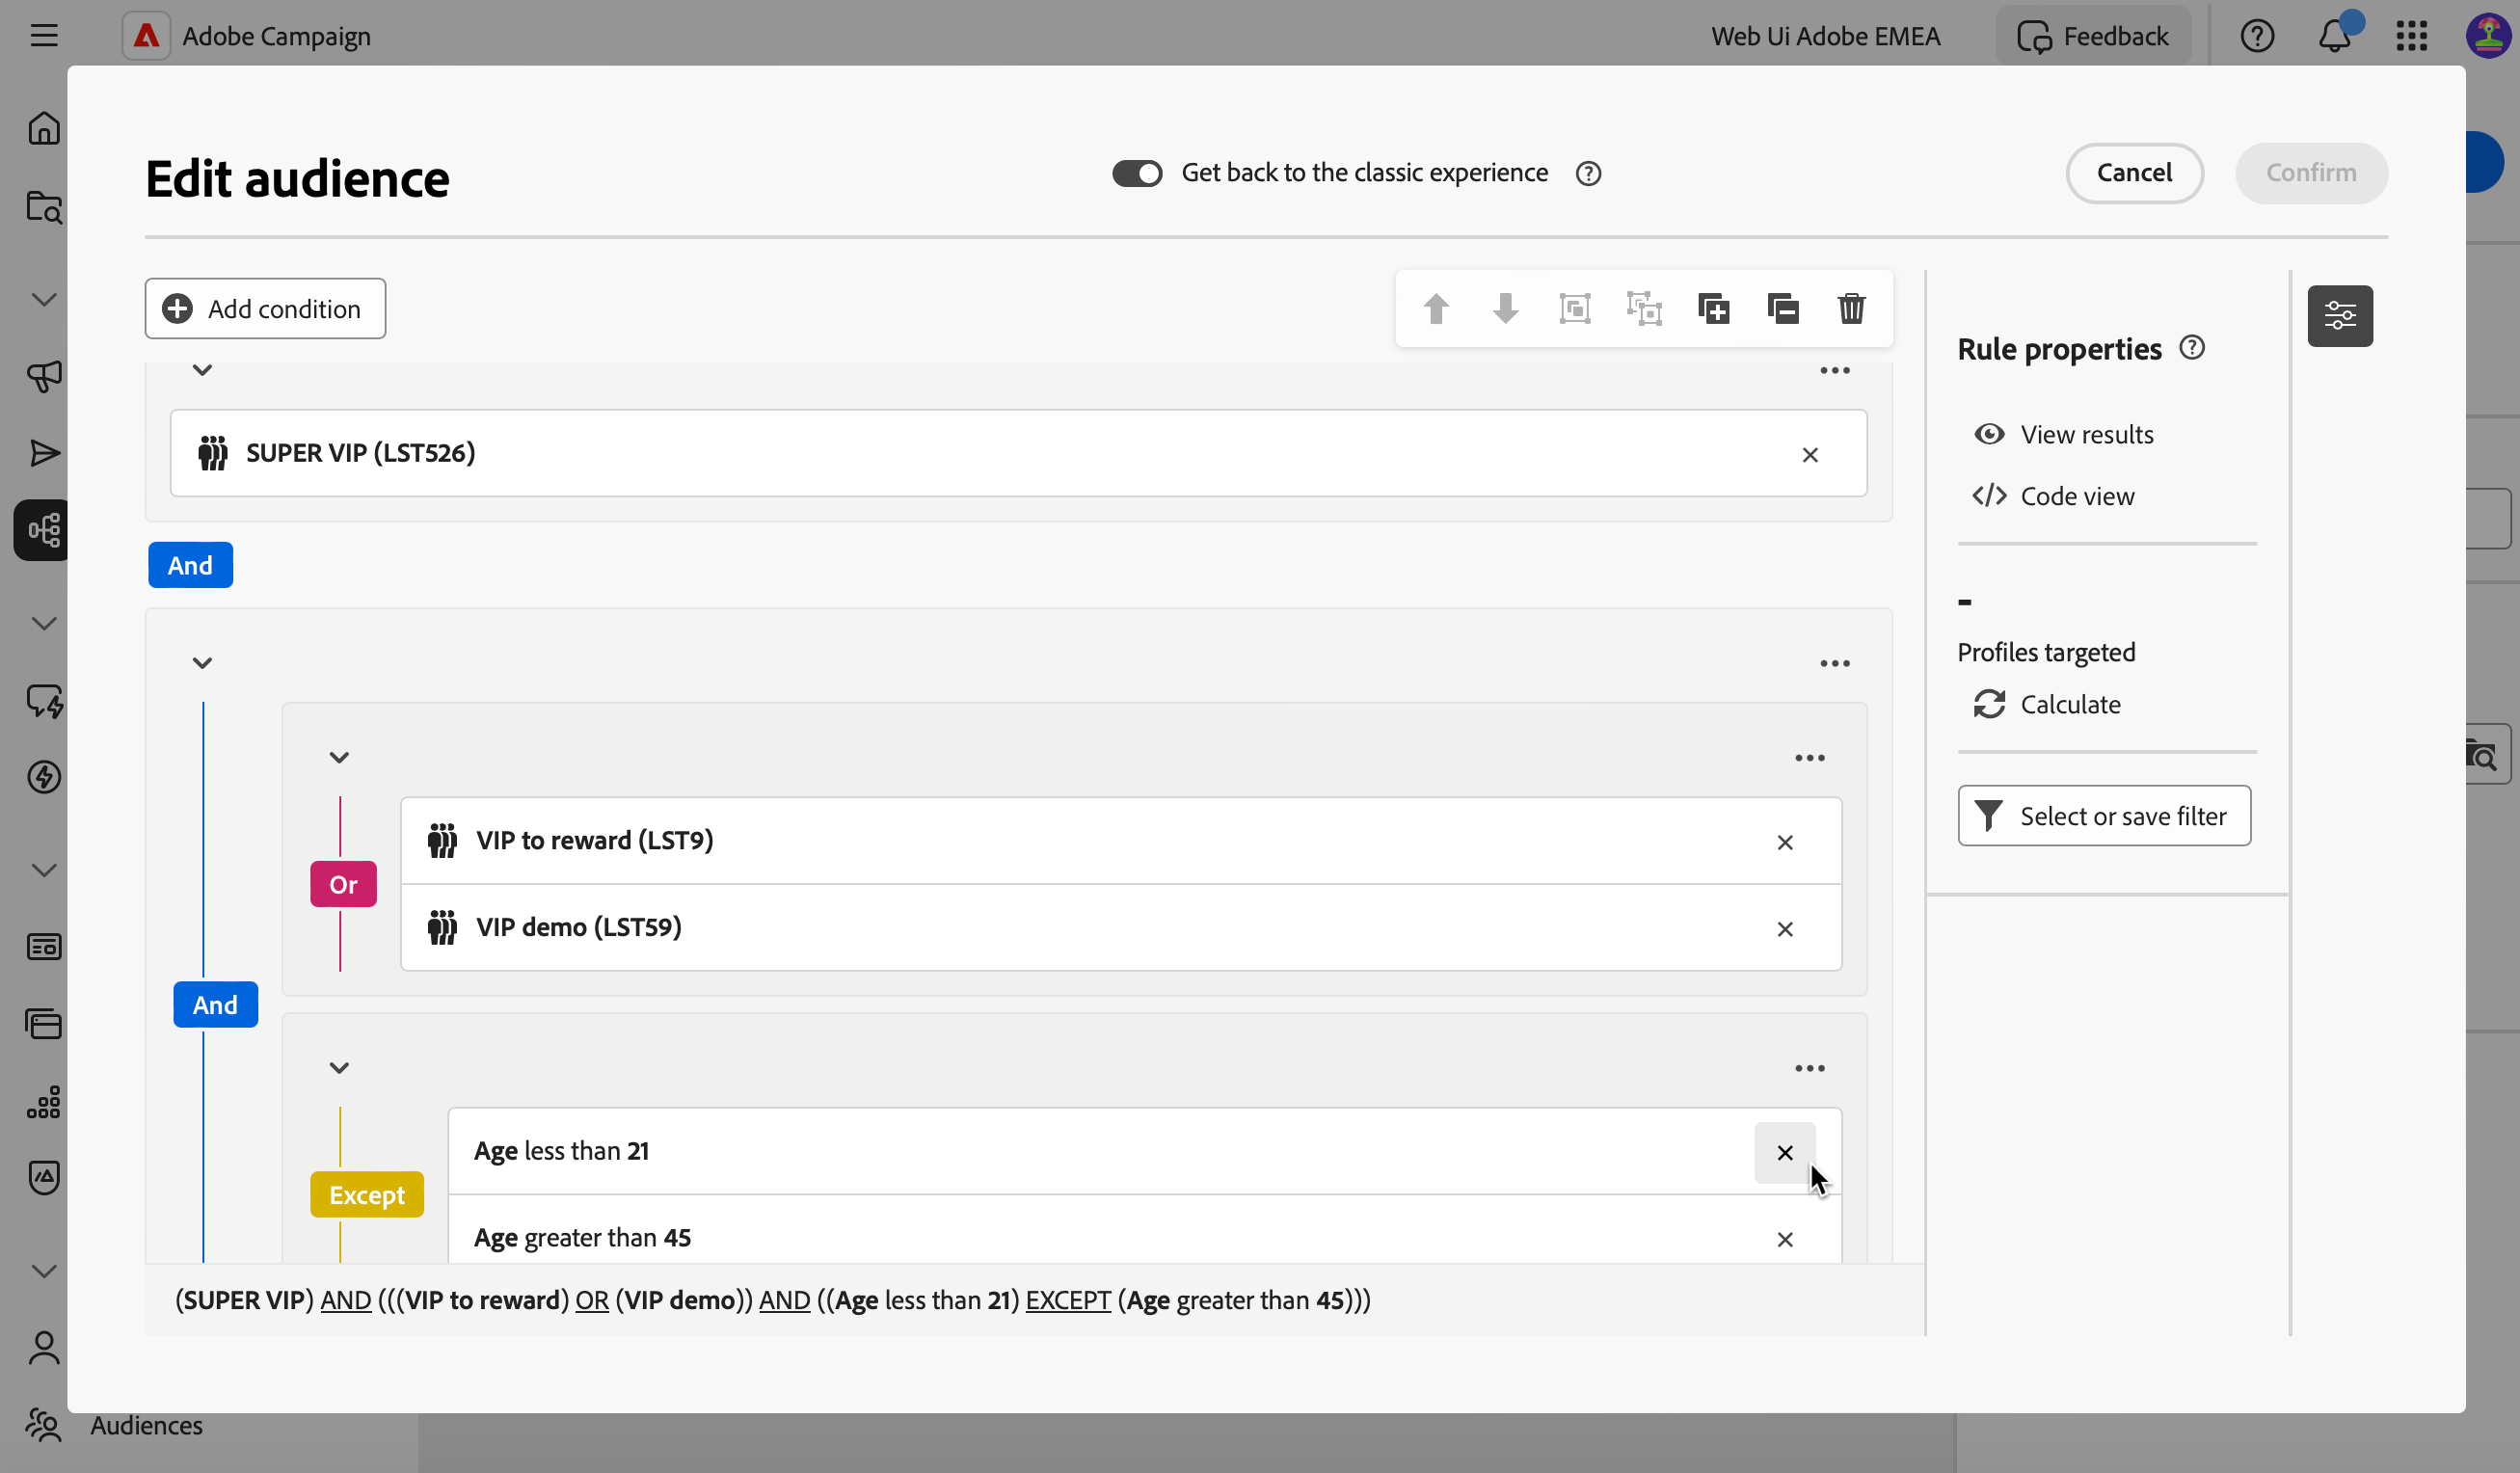 Adobe Campaign
Web Ui Adobe EMEA
Feedback
Edit audience
Get back to the classic experience
Cancel
Confirm
Add condition
Rule properties
SUPER VIP (LST526)
View results
Code view
And
Profiles targeted
Calculate
Select or save filter
VIP to reward (LST9)
Or
VIP demo (LST59)
And
Age less than 21
Except
Age greater than 45
(SUPER VIP) AND (((VIP to reward) OR (VIP demo)) AND ((Age less than 21) EXCEPT (Age greater than 45)))
Audiences